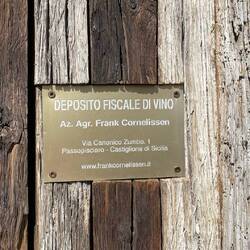 DEPOSITO FISCALE DI VINO
Az. Agr. Frank Cornelissen
Via Canonico Zumbo, 1
Passopisciaro - Castiglione di Sicilia
www.frankcornelissen.it